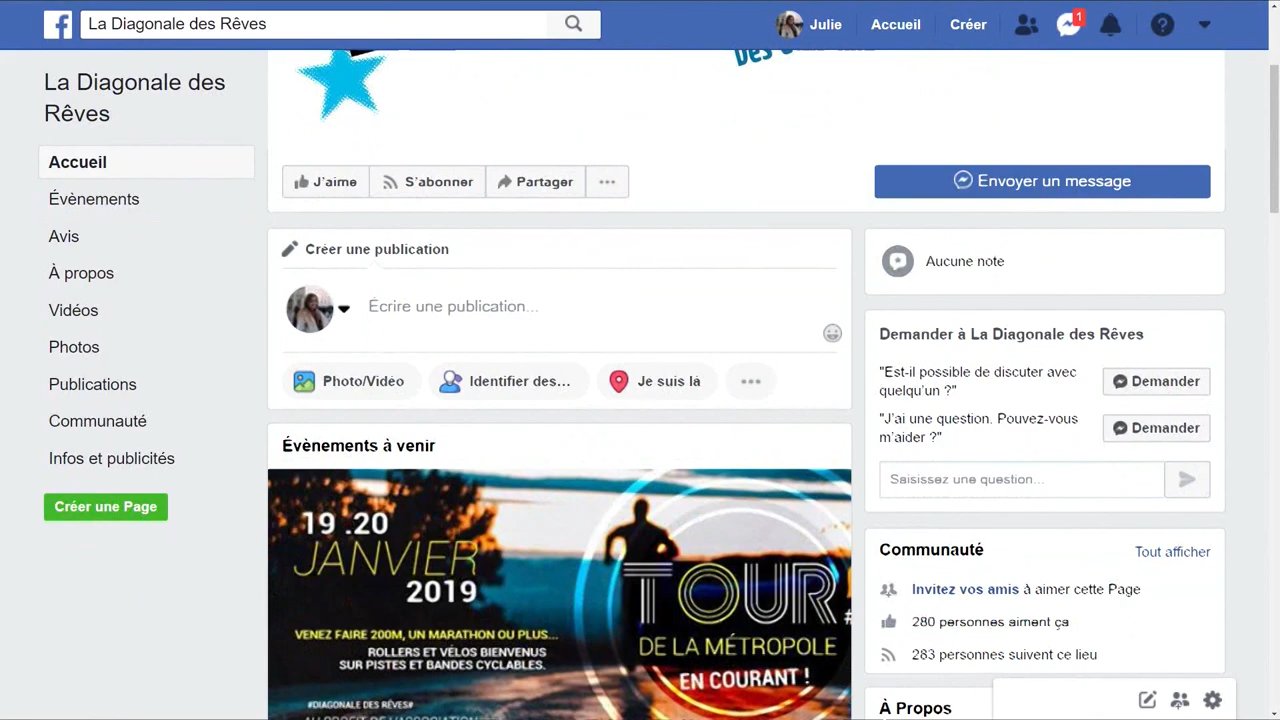 La Diagonale des Rêves
Julie
Accueil
Créer
1
La Diagonale des
Rêves
Accueil
Évènements
Avis
À propos
Vidéos
Photos
Publications
Communauté
Infos et publicités
Créer une Page
J'aime
S'abonner
Partager
Envoyer un message
Créer une publication
Écrire une publication...
Photo/Vidéo
Identifier des...
Je suis là
Évènements à venir
19 .20
JANVIER
2019
VENEZ FAIRE 200M, UN MARATHON OU PLUS...
ROLLERS ET VÉLOS BIENVENUS
SUR PISTES ET BANDES CYCLABLES.
#DIAGONALE DES RÊVES#
AU PROFIT DE L'ASSOCIATION
TOUR
DE LA MÉTROPOLE
EN COURANT !
Aucune note
Demander à La Diagonale des Rêves
"Est-il possible de discuter avec
quelqu'un ?"
Demander
"J'ai une question. Pouvez-vous
m'aider ?"
Demander
Saisissez une question...
Communauté
Tout afficher
Invitez vos amis à aimer cette Page
280 personnes aiment ça
283 personnes suivent ce lieu
À Propos